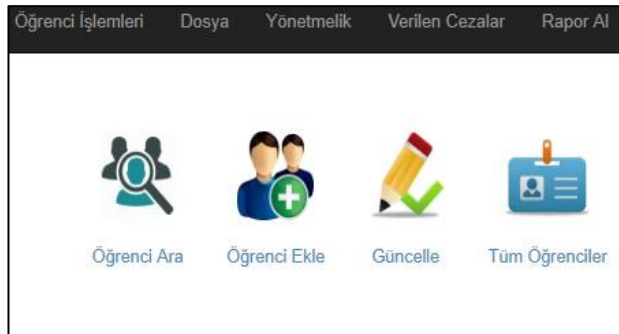 Öğrenci İşlemleri Dosya Yönetmelik Verilen Cezalar Rapor Al
Öğrenci Ara Öğrenci Ekle Güncelle Tüm Öğrenciler